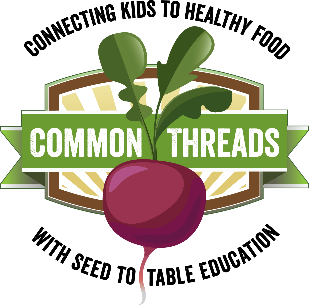 CONNECTING KIDS TO HEALTHY FOOD
COMMON THREADS
WITH SEED TO TABLE EDUCATION